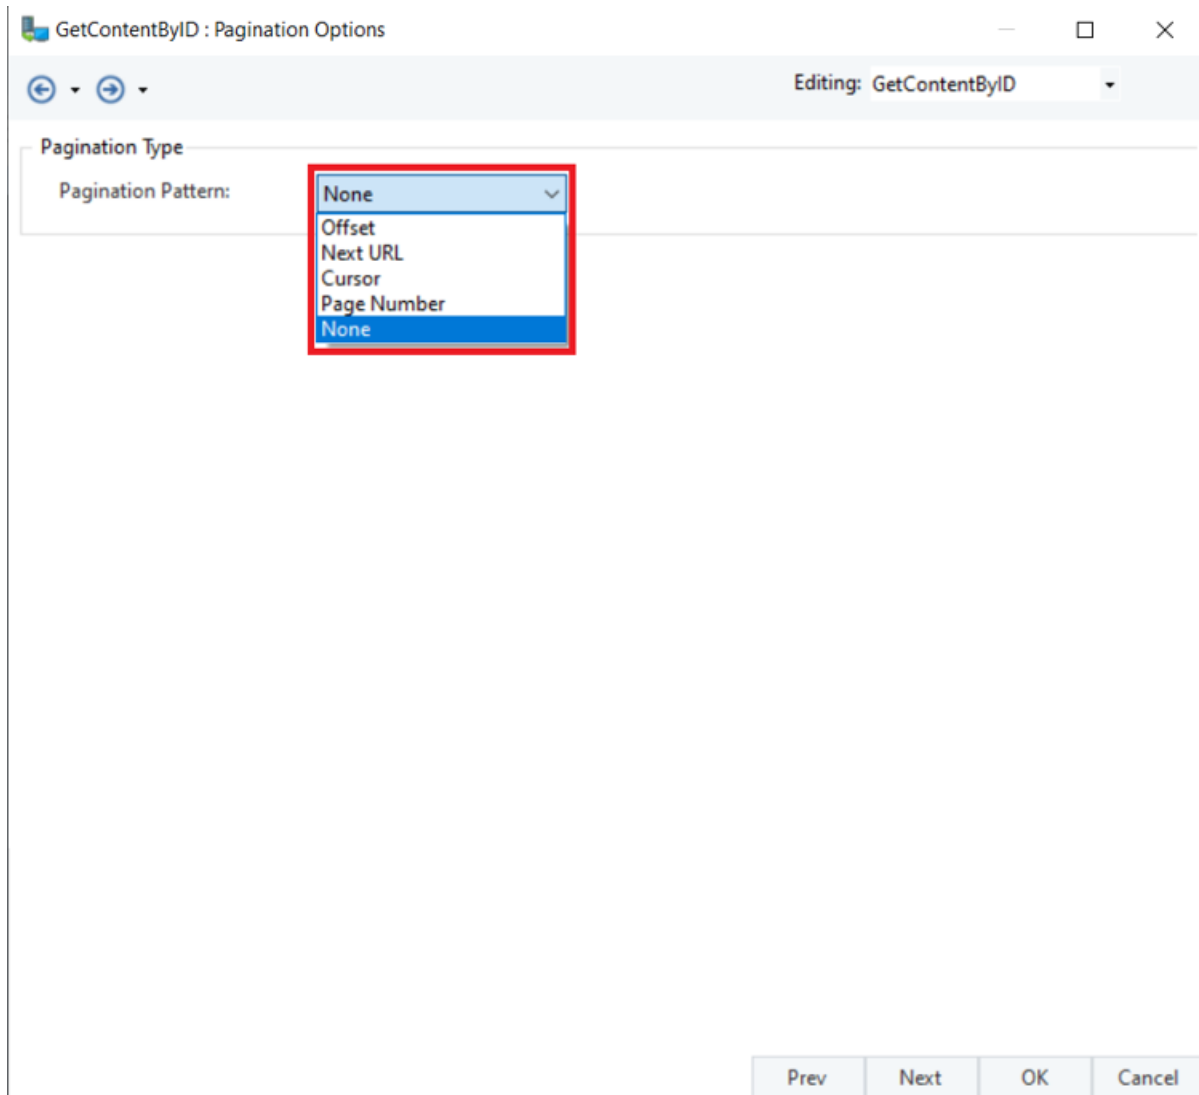 GetContentByID : Pagination Options
Editing: GetContentByID
Pagination Type
Pagination Pattern: None
Offset
Next URL
Cursor
Page Number
None
Prev Next OK Cancel